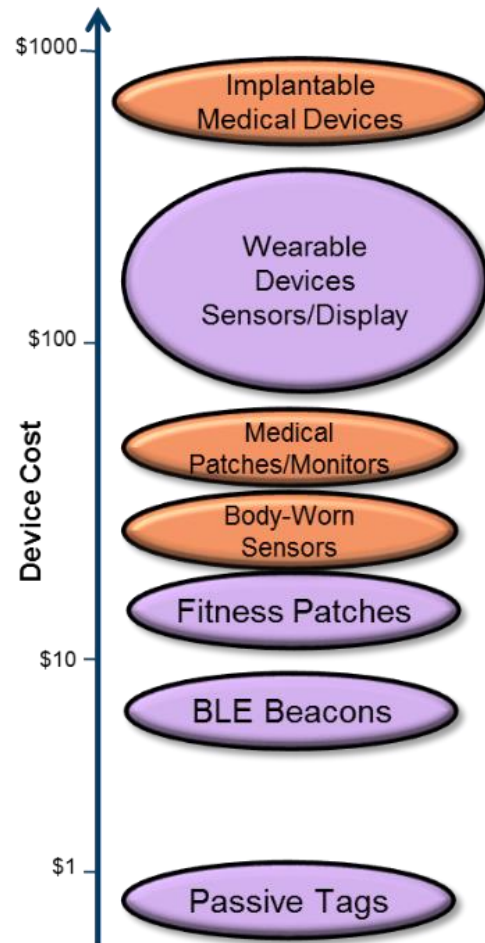 $1000
Implantable
Medical Devices
Wearable
Devices
Sensors/Display
$100
Medical
Patches/Monitors
Body-Worn
Sensors
Device Cost
Fitness Patches
$10
BLE Beacons
$1
Passive Tags